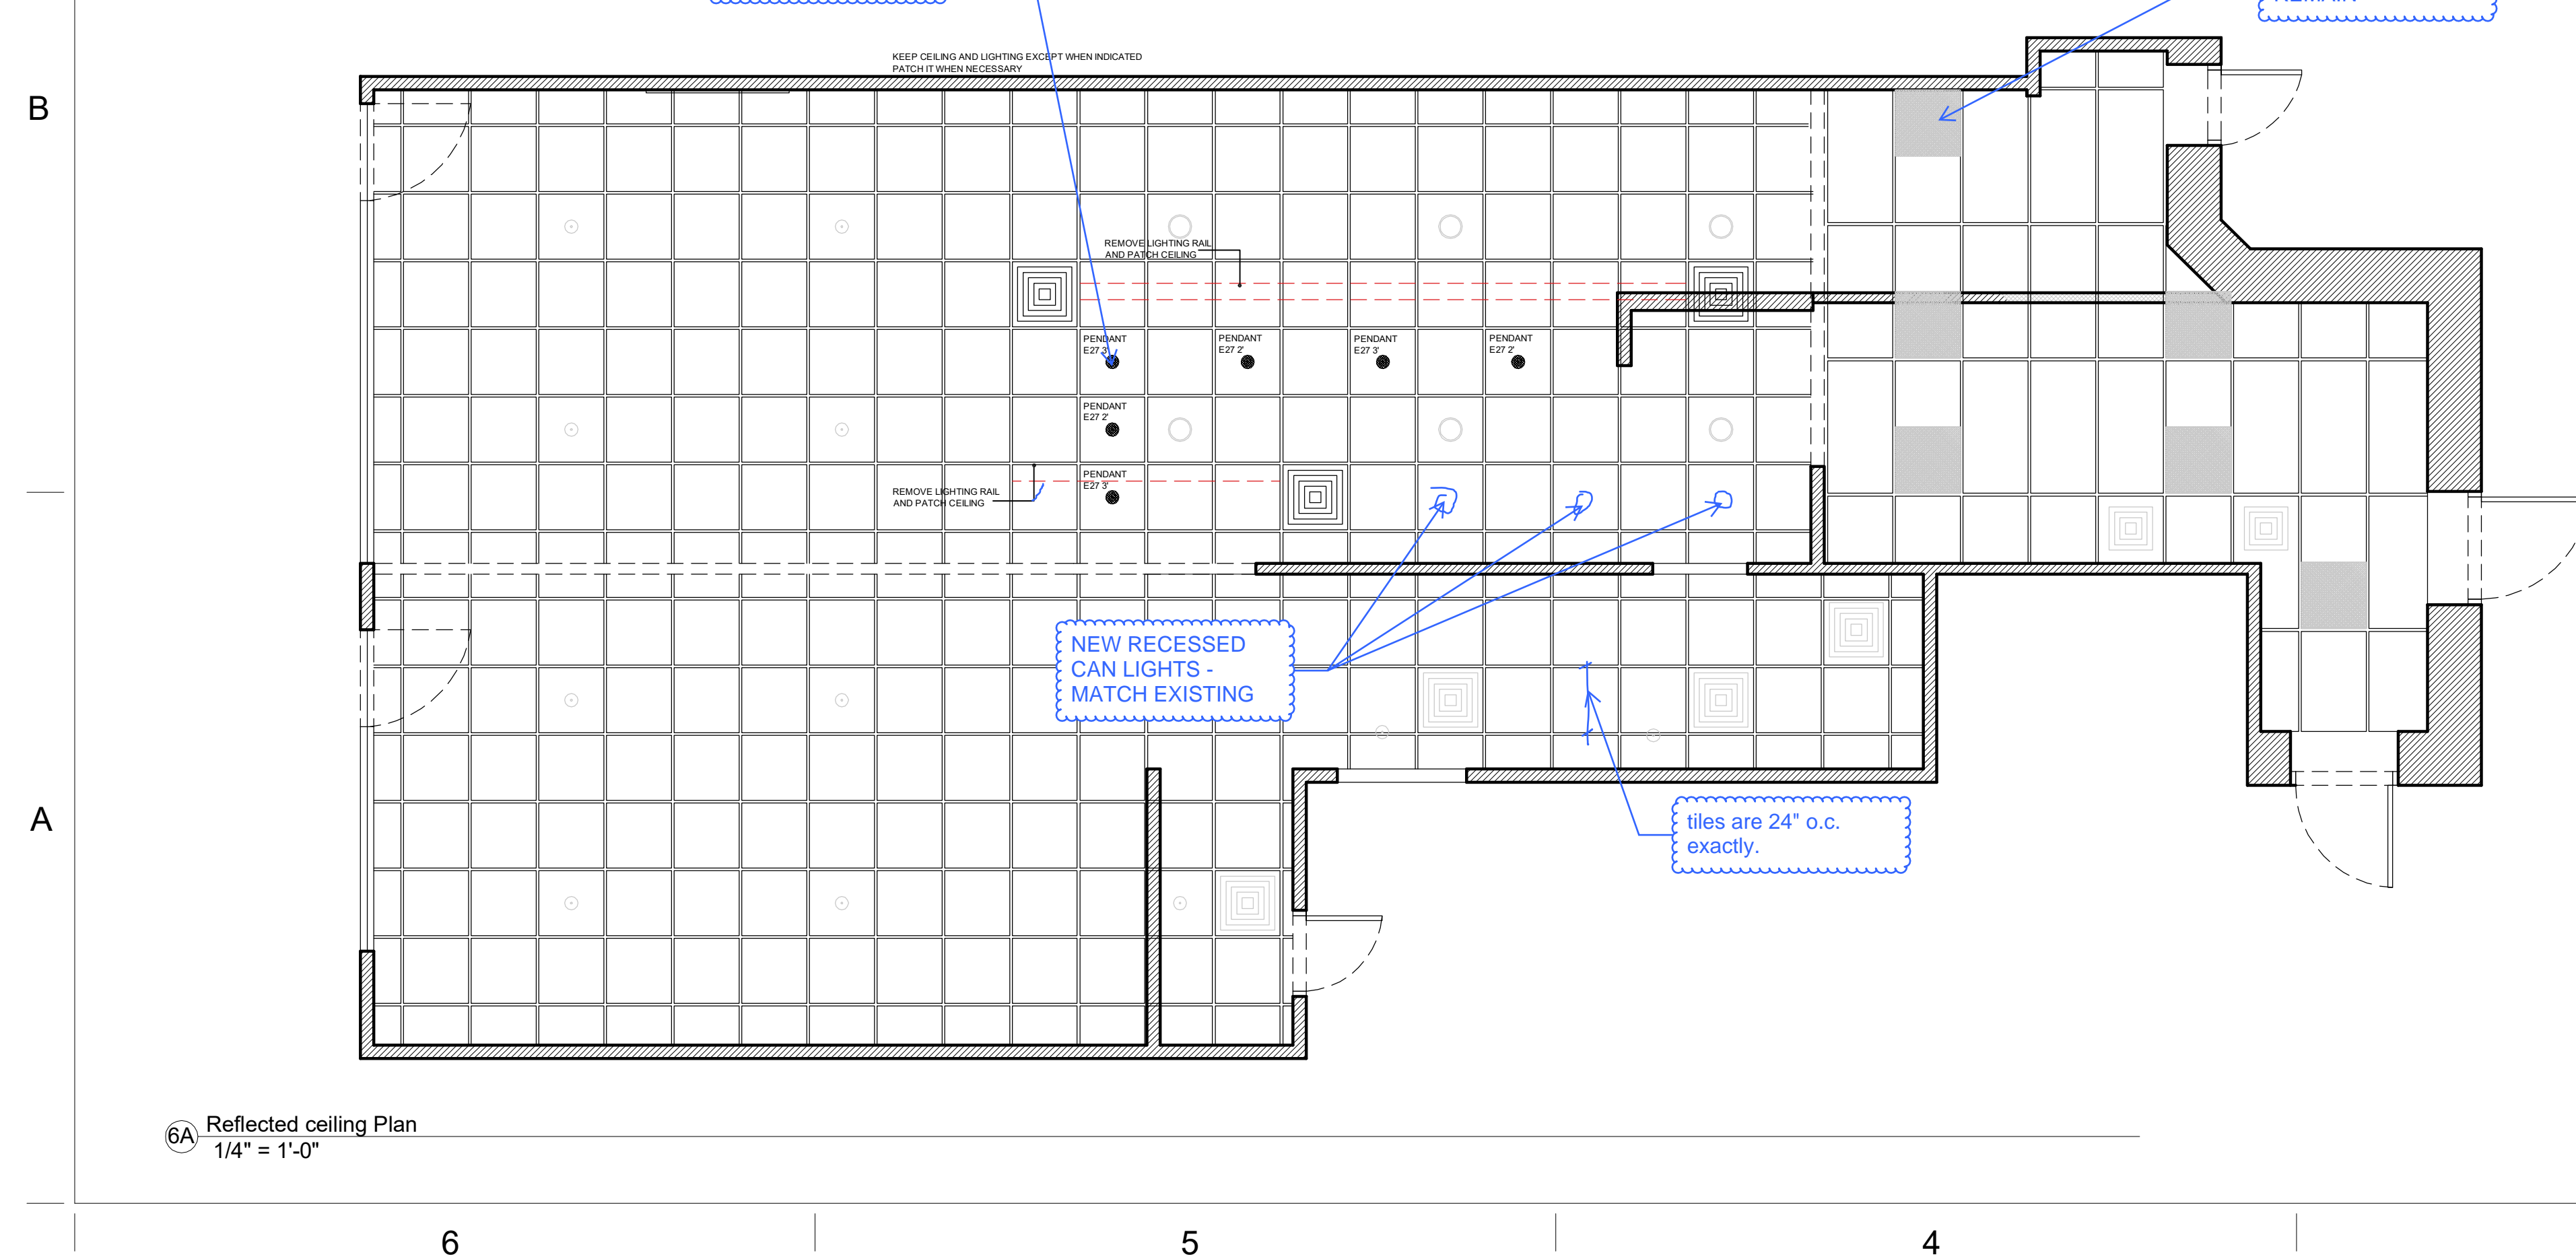 REMAIN
KEEP CEILING AND LIGHTING EXCEPT WHEN INDICATED
PATCH IT WHEN NECESSARY
B
REMOVE LIGHTING RAIL
AND PATCH CEILING
PENDANT
E27 3'
PENDANT
E27 2'
PENDANT
E27 3'
PENDANT
E27 2'
PENDANT
E27 2'
PENDANT
E27 3'
REMOVE LIGHTING RAIL
AND PATCH CEILING
NEW RECESSED
CAN LIGHTS -
MATCH EXISTING
tiles are 24" o.c.
exactly.
A
6A
Reflected ceiling Plan
1/4" = 1'-0"
6
5
4